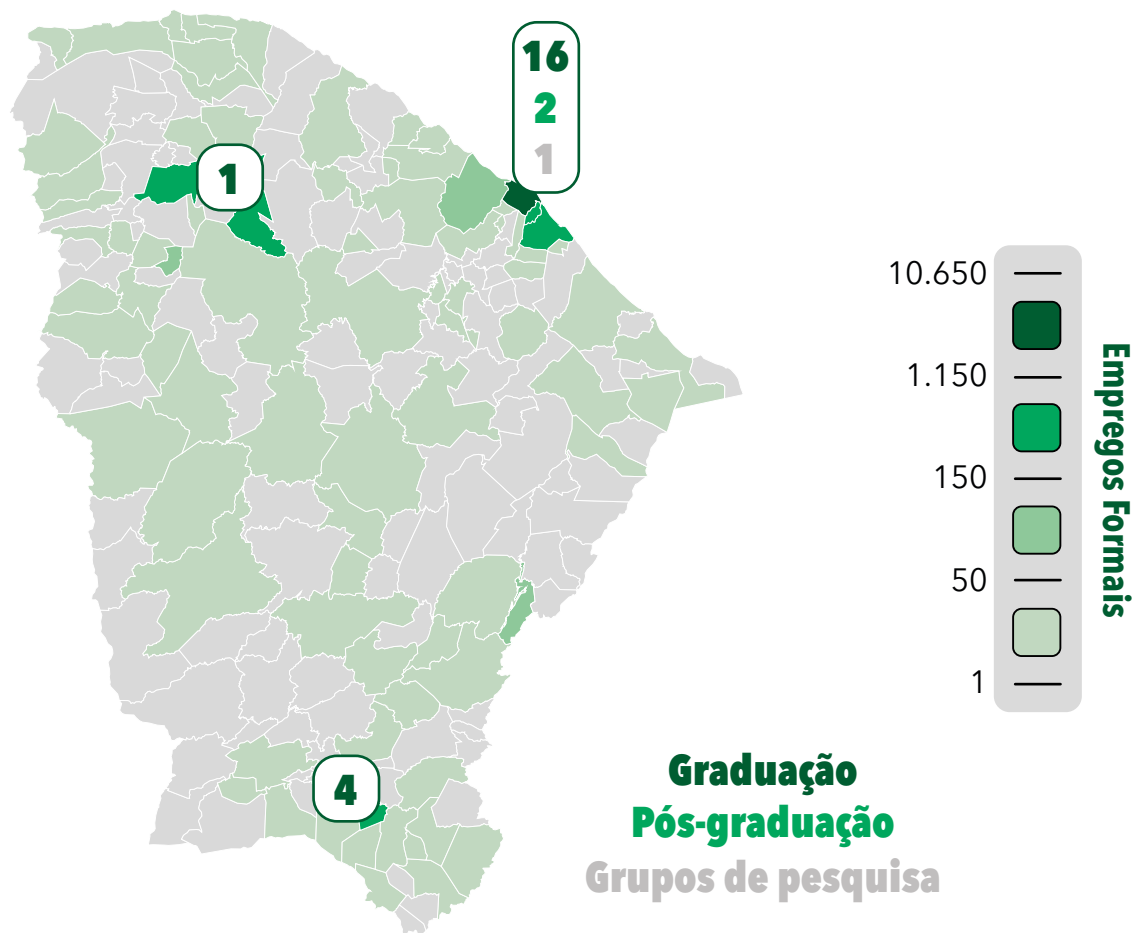 16
2
1
1
10.650
1.150
150
50
1
Empregos Formais
4
Graduação
Pós-graduação
Grupos de pesquisa